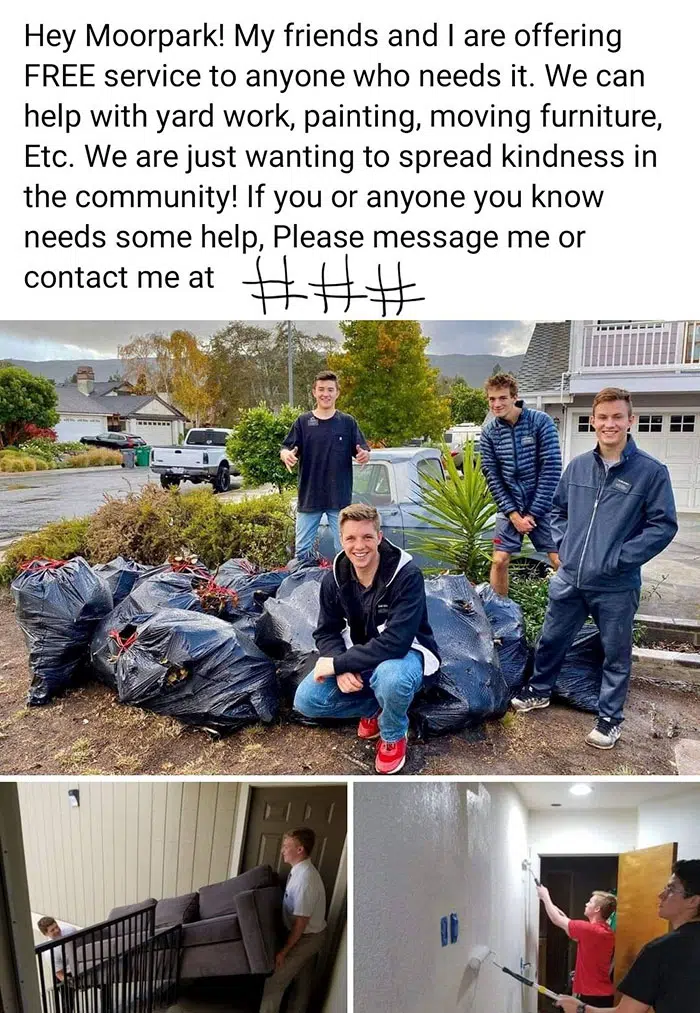 Hey Moorpark! My friends and I are offering
FREE service to anyone who needs it. We can
help with yard work, painting, moving furniture,
Etc. We are just wanting to spread kindness in
the community! If you or anyone you know
needs some help, Please message me or
contact me at ###